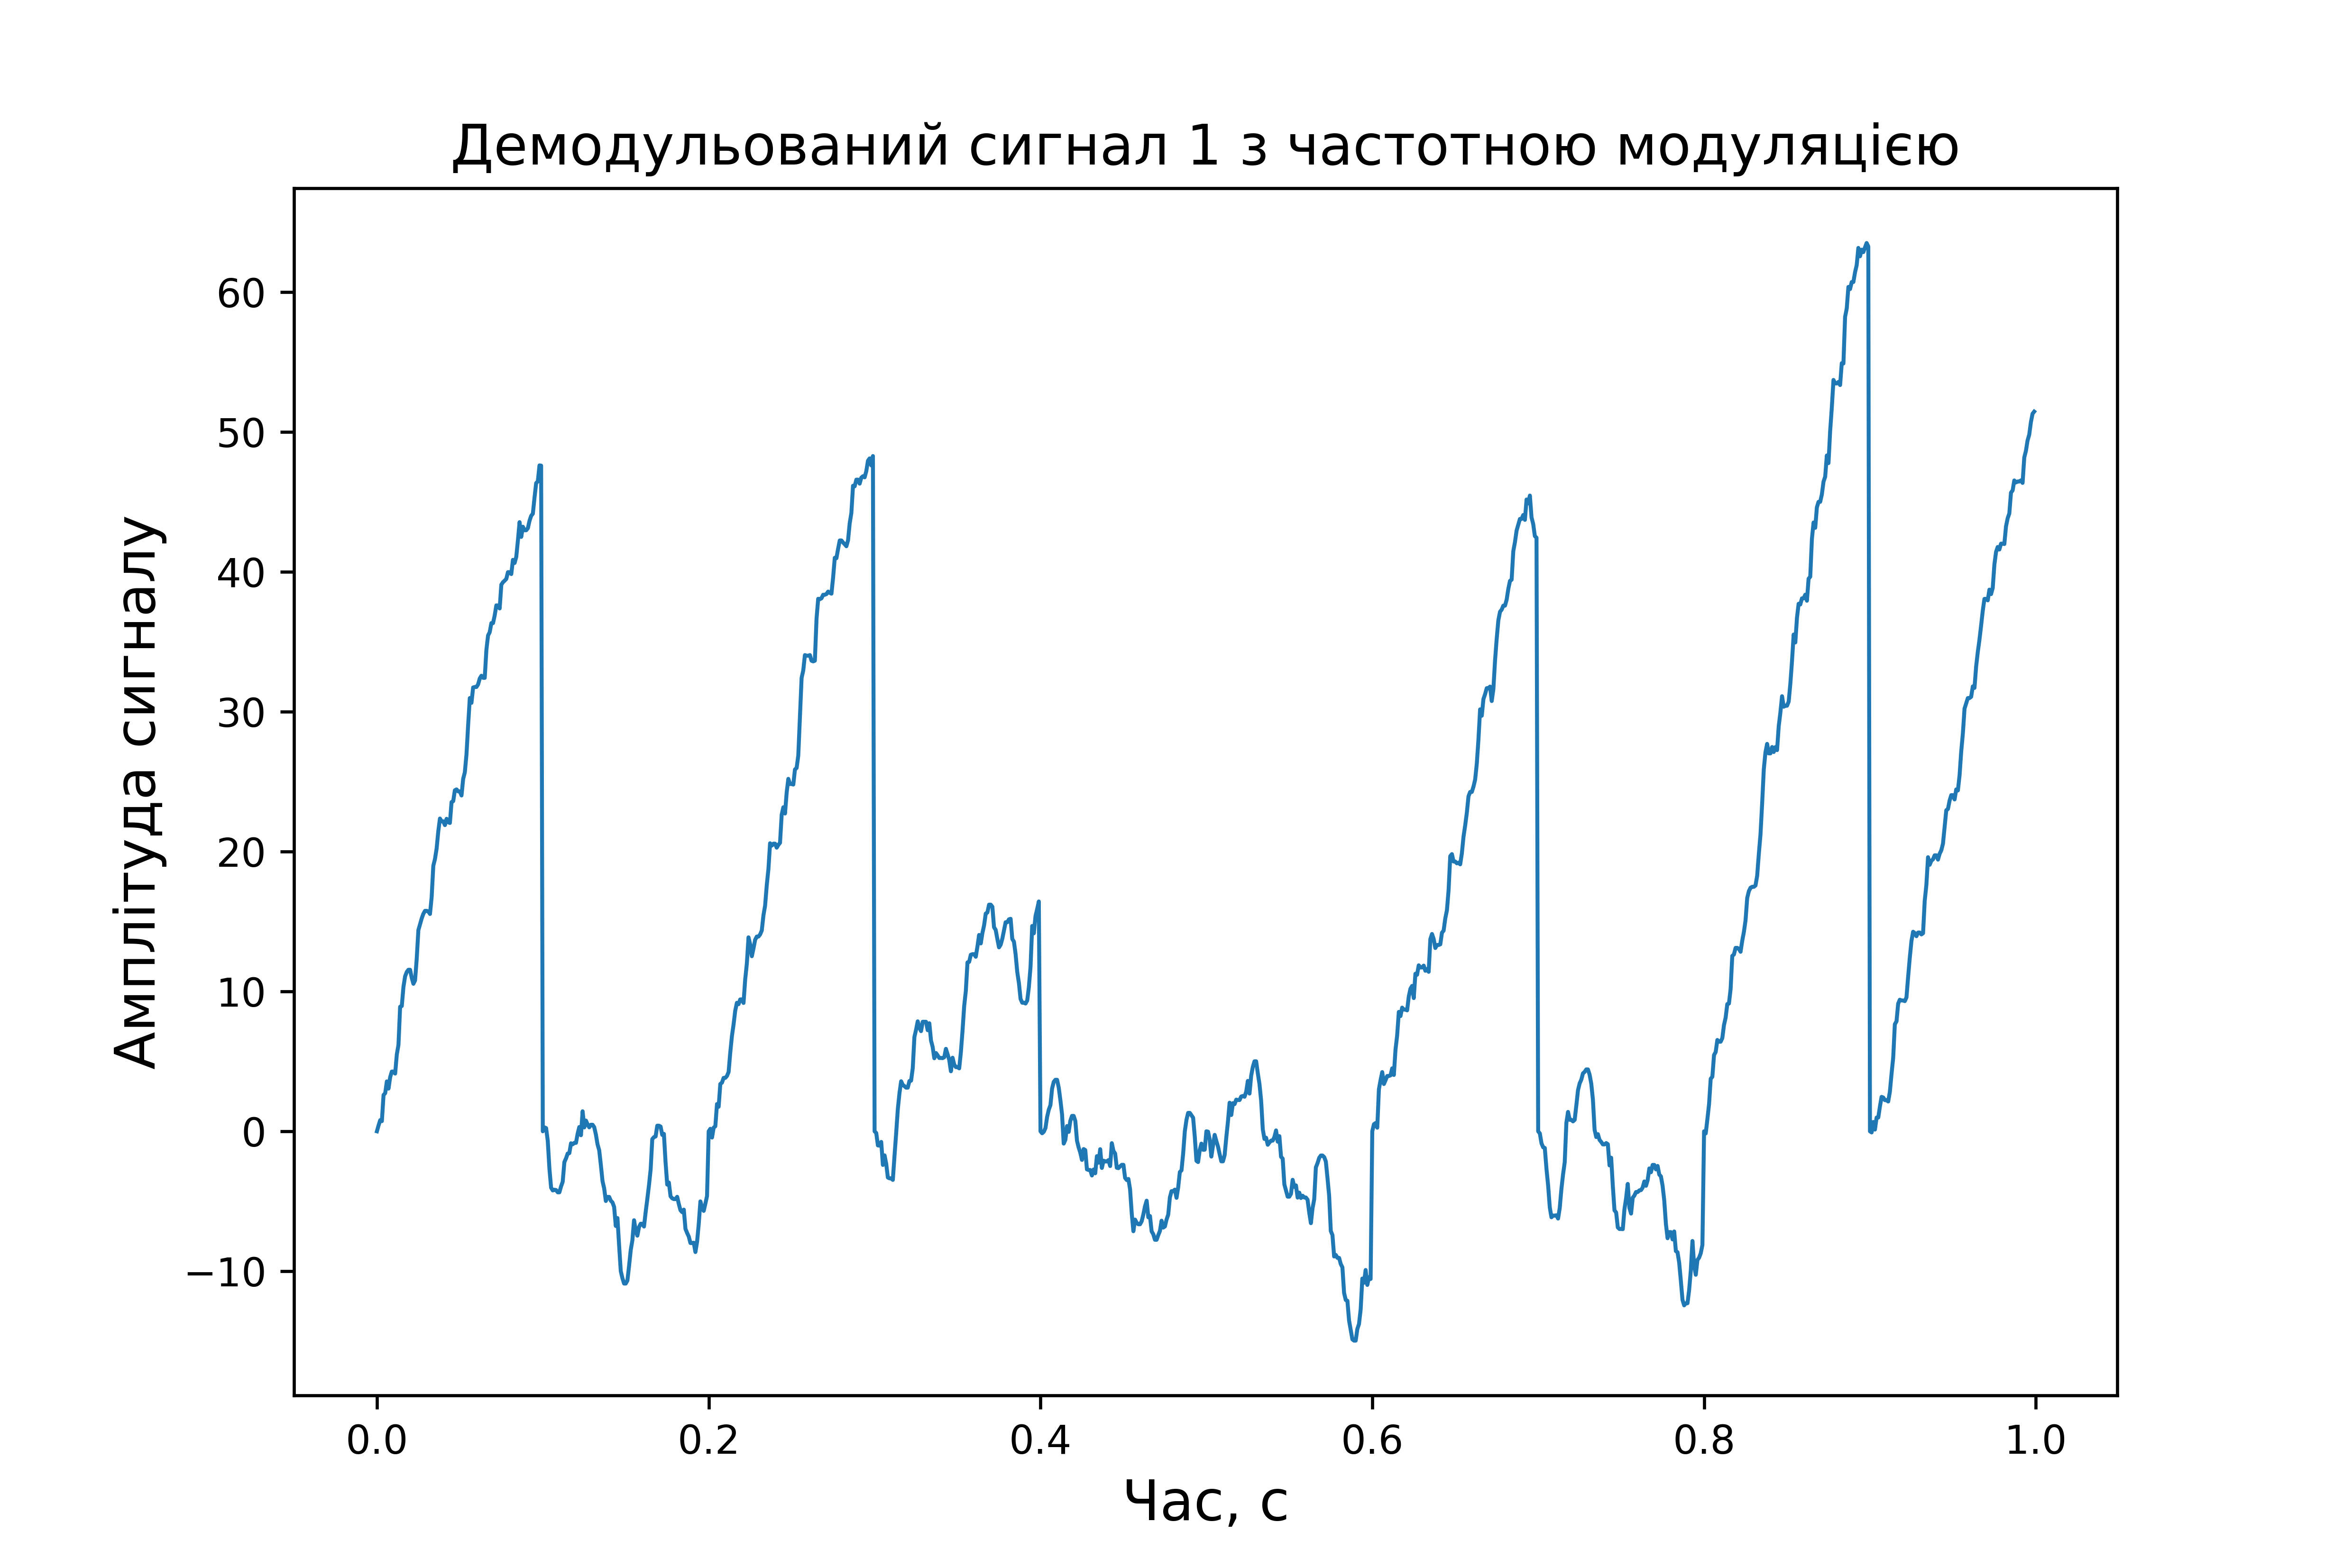 Демодульований сигнал 1 з частотною модуляцією
Амплітуда сигналу
60
50
40
30
20
10
0
−10
0.0 0.2 0.4 0.6 0.8 1.0
Час, с